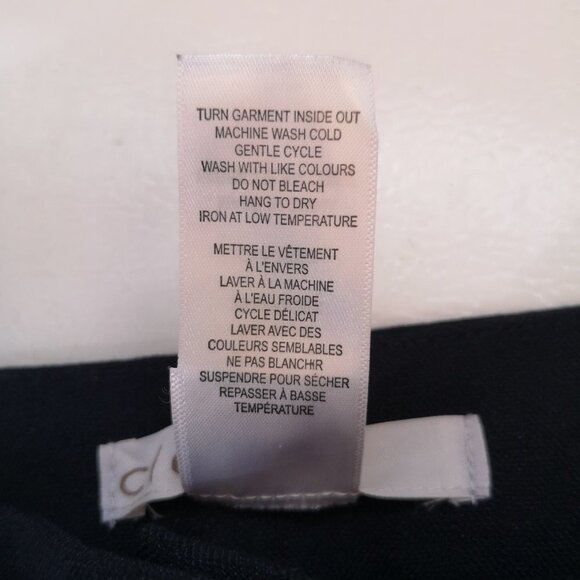 TURN GARMENT INSIDE OUT
MACHINE WASH COLD
GENTLE CYCLE
WASH WITH LIKE COLOURS
DO NOT BLEACH
HANG TO DRY
IRON AT LOW TEMPERATURE
METTRE LE VÊTEMENT
À L'ENVERS
LAVER À LA MACHINE
À L'EAU FROIDE
CYCLE DÉLICAT
LAVER AVEC DES
COULEURS SEMBLABLES
NE PAS BLANCHIR
SUSPENDRE POUR SÉCHER
REPASSER À BASSE
TEMPÉRATURE